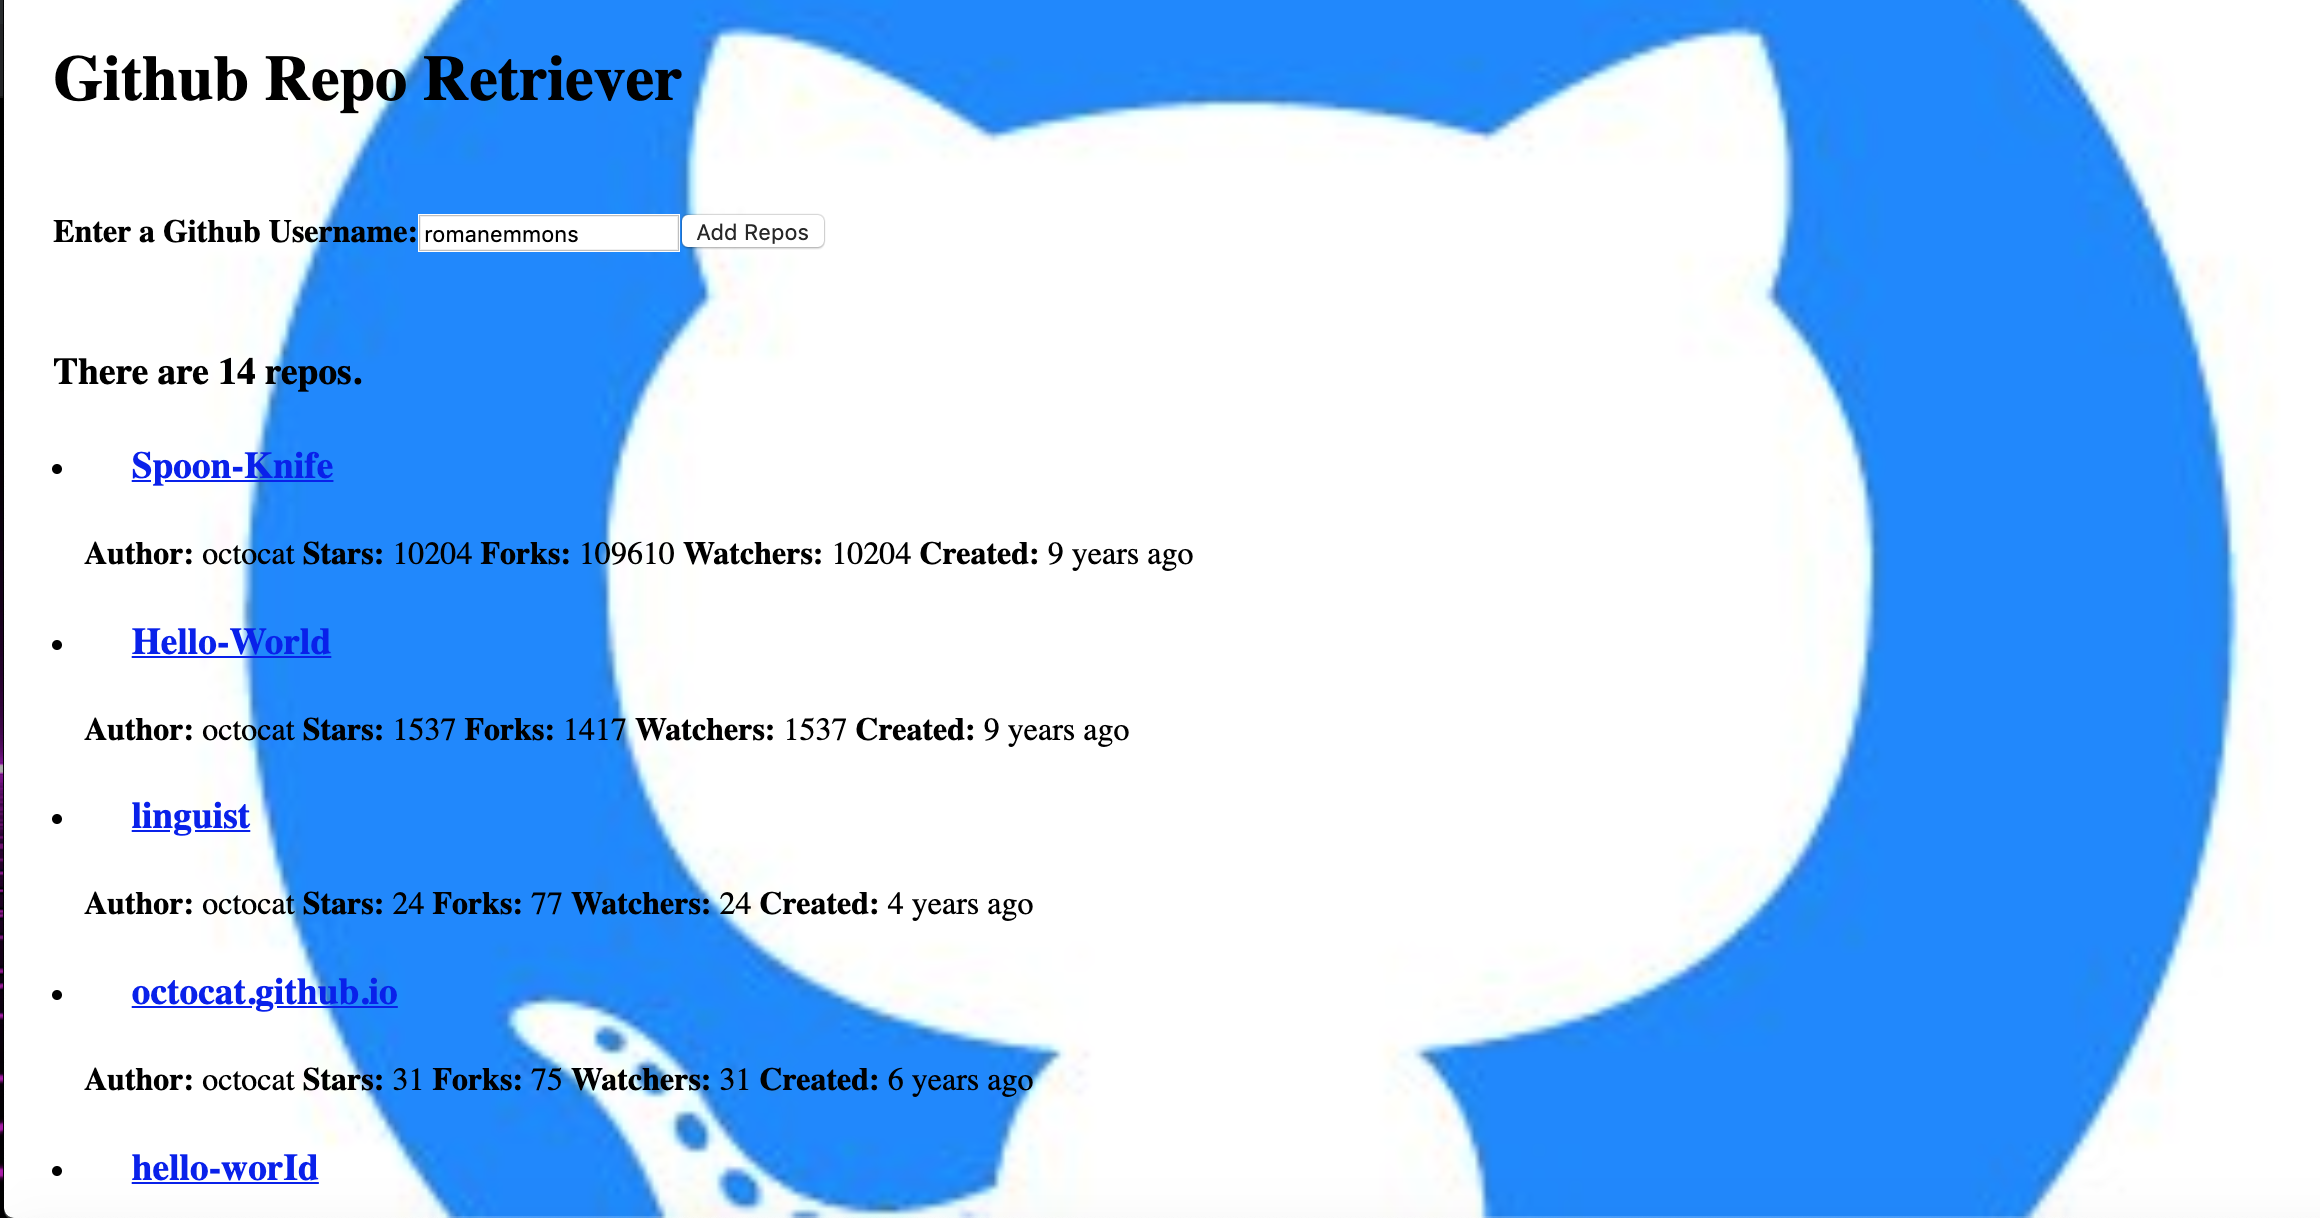 Github Repo Retriever
Enter a Github Username: romanemmons Add Repos
There are 14 repos.
• Spoon-Knife
Author: octocat Stars: 10204 Forks: 109610 Watchers: 10204 Created: 9 years ago
• Hello-World
Author: octocat Stars: 1537 Forks: 1417 Watchers: 1537 Created: 9 years ago
• linguist
Author: octocat Stars: 24 Forks: 77 Watchers: 24 Created: 4 years ago
• octocat.github.io
Author: octocat Stars: 31 Forks: 75 Watchers: 31 Created: 6 years ago
• hello-worId